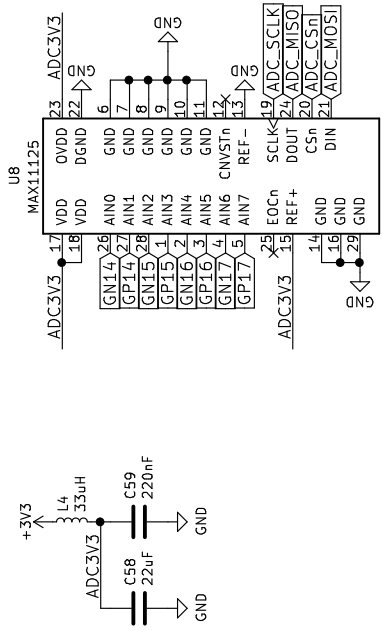 U8
MAX11125
ADC3V3
17 VDD
18 VDD
OVDD 23
DGND 22
ADC3V3
GND
GN14 26 AIN0
GP14 27 AIN1
GN15 28 AIN2
GP15 1 AIN3
GN16 2 AIN4
GP16 3 AIN5
GN17 4 AIN6
GP17 5 AIN7
GND 6
GND 7
GND 8
GND 9
GND 10
GND 11
GND
CNVSTn 12
REF- 13
GND
25 EOCn
ADC3V3 15 REF+
SCLK 19 ADC_SCLK
DOUT 24 ADC_MISO
CSn 20 ADC_CSn
DIN 21 ADC_MOSI
14 GND
16 GND
29 GND
GND
+3V3
L4
33uH
ADC3V3
C59
220nF
GND
C58
22uF
GND